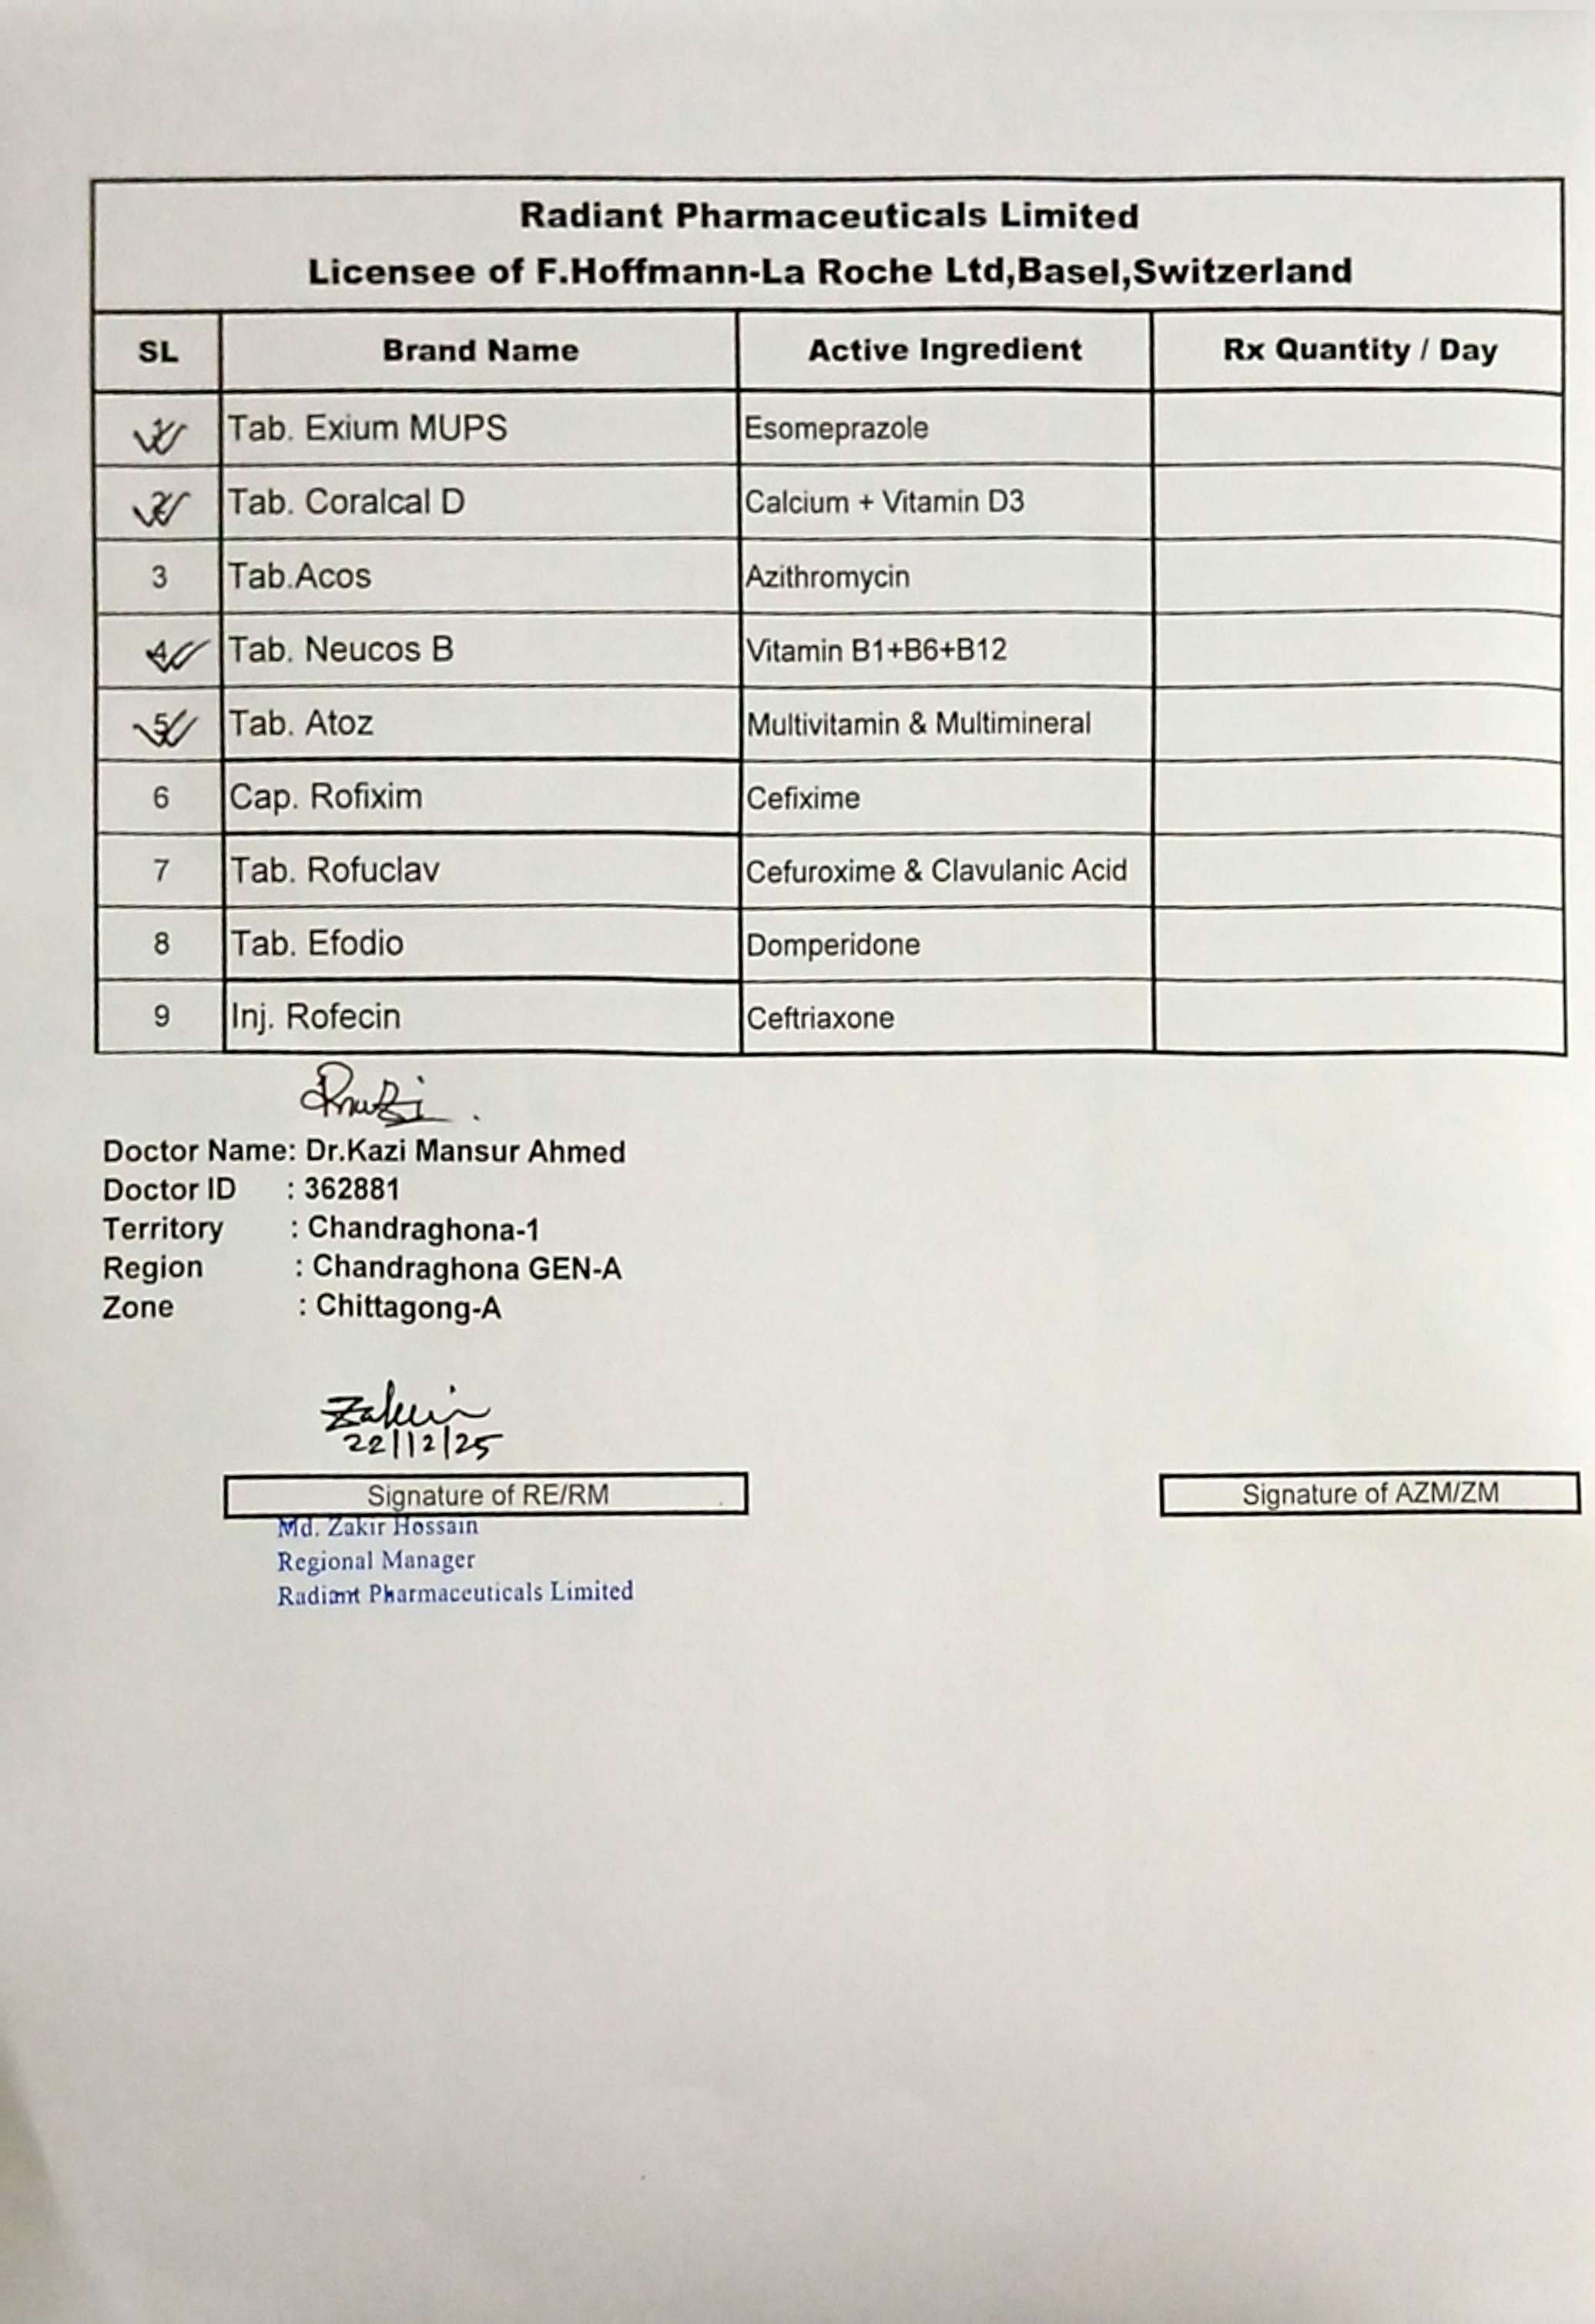 Radiant Pharmaceuticals Limited
Licensee of F.Hoffmann-La Roche Ltd,Basel,Switzerland
SL Brand Name Active Ingredient Rx Quantity / Day
1 Tab. Exium MUPS Esomeprazole
2 Tab. Coralcal D Calcium + Vitamin D3
3 Tab.Acos Azithromycin
4 Tab. Neucos B Vitamin B1+B6+B12
5 Tab. Atoz Multivitamin & Multimineral
6 Cap. Rofixim Cefixime
7 Tab. Rofuclav Cefuroxime & Clavulanic Acid
8 Tab. Efodio Domperidone
9 Inj. Rofecin Ceftriaxone
Doctor Name: Dr.Kazi Mansur Ahmed
Doctor ID : 362881
Territory : Chandraghona-1
Region : Chandraghona GEN-A
Zone : Chittagong-A
22/12/25
Signature of RE/RM Signature of AZM/ZM
Md. Zakir Hossain
Regional Manager
Radiant Pharmaceuticals Limited